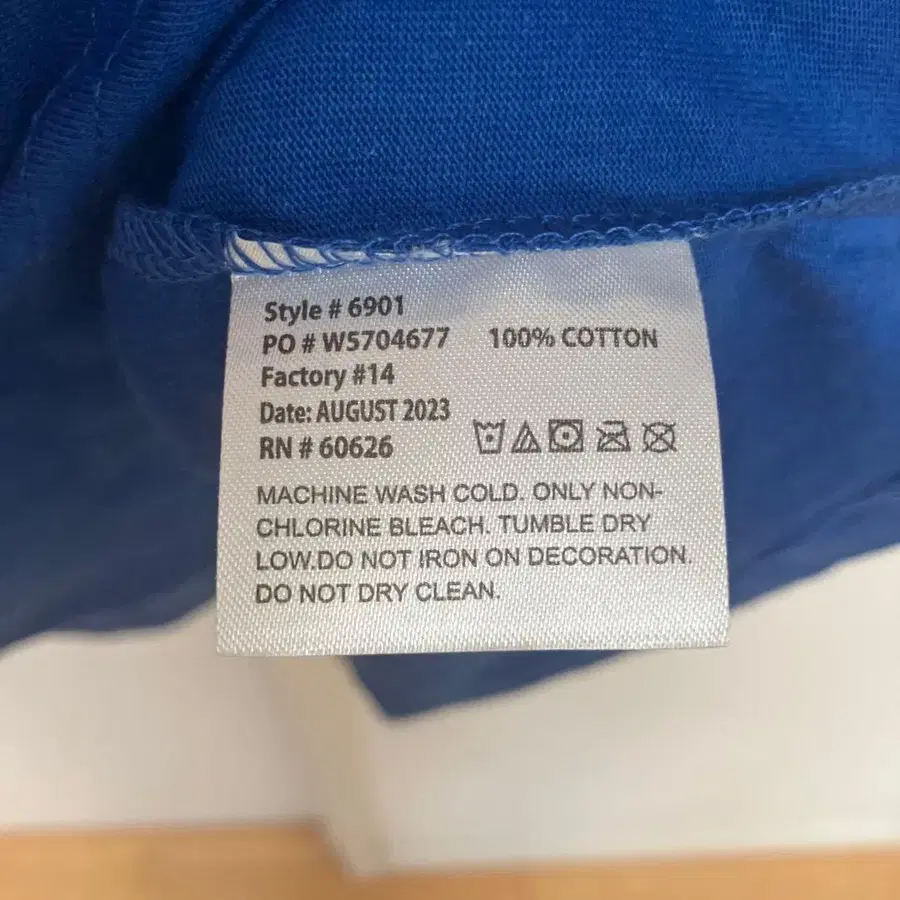 Style # 6901
PO # W5704677 100% COTTON
Factory #14
Date: AUGUST 2023
RN # 60626
MACHINE WASH COLD. ONLY NON-
CHLORINE BLEACH. TUMBLE DRY
LOW.DO NOT IRON ON DECORATION.
DO NOT DRY CLEAN.